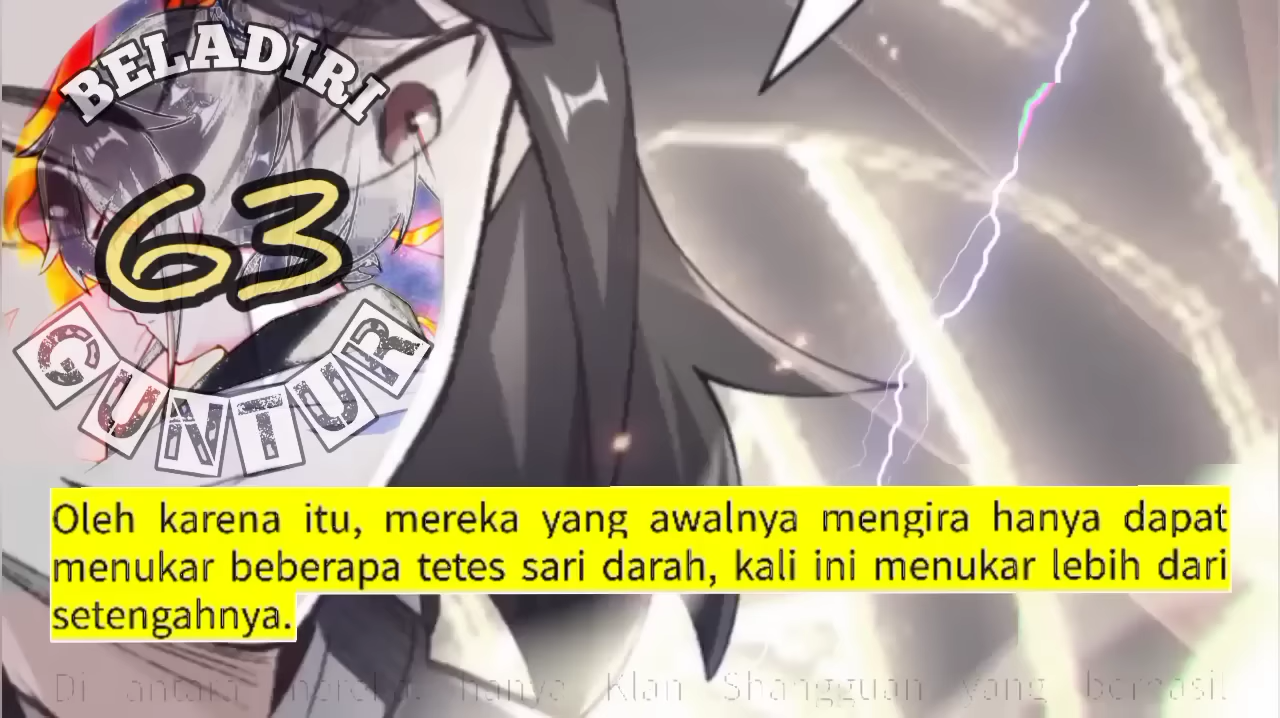 BELADIRI
63
GUNTUR
Oleh karena itu, mereka yang awalnya mengira hanya dapat
menukar beberapa tetes sari darah, kali ini menukar lebih dari
setengahnya.
Di antara mereka, hanya Klan Shangguan yang berhasil